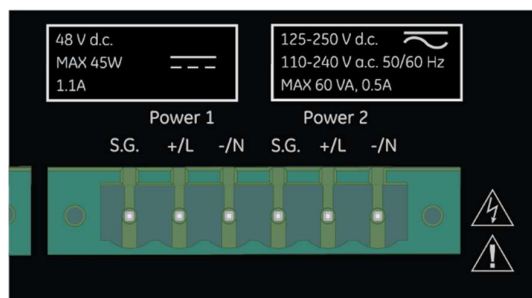 48 V d.c.
MAX 45W
1.1A
125-250 V d.c.
110-240 V a.c. 50/60 Hz
MAX 60 VA, 0.5A
Power 1 Power 2
S.G. +/L -/N S.G. +/L -/N